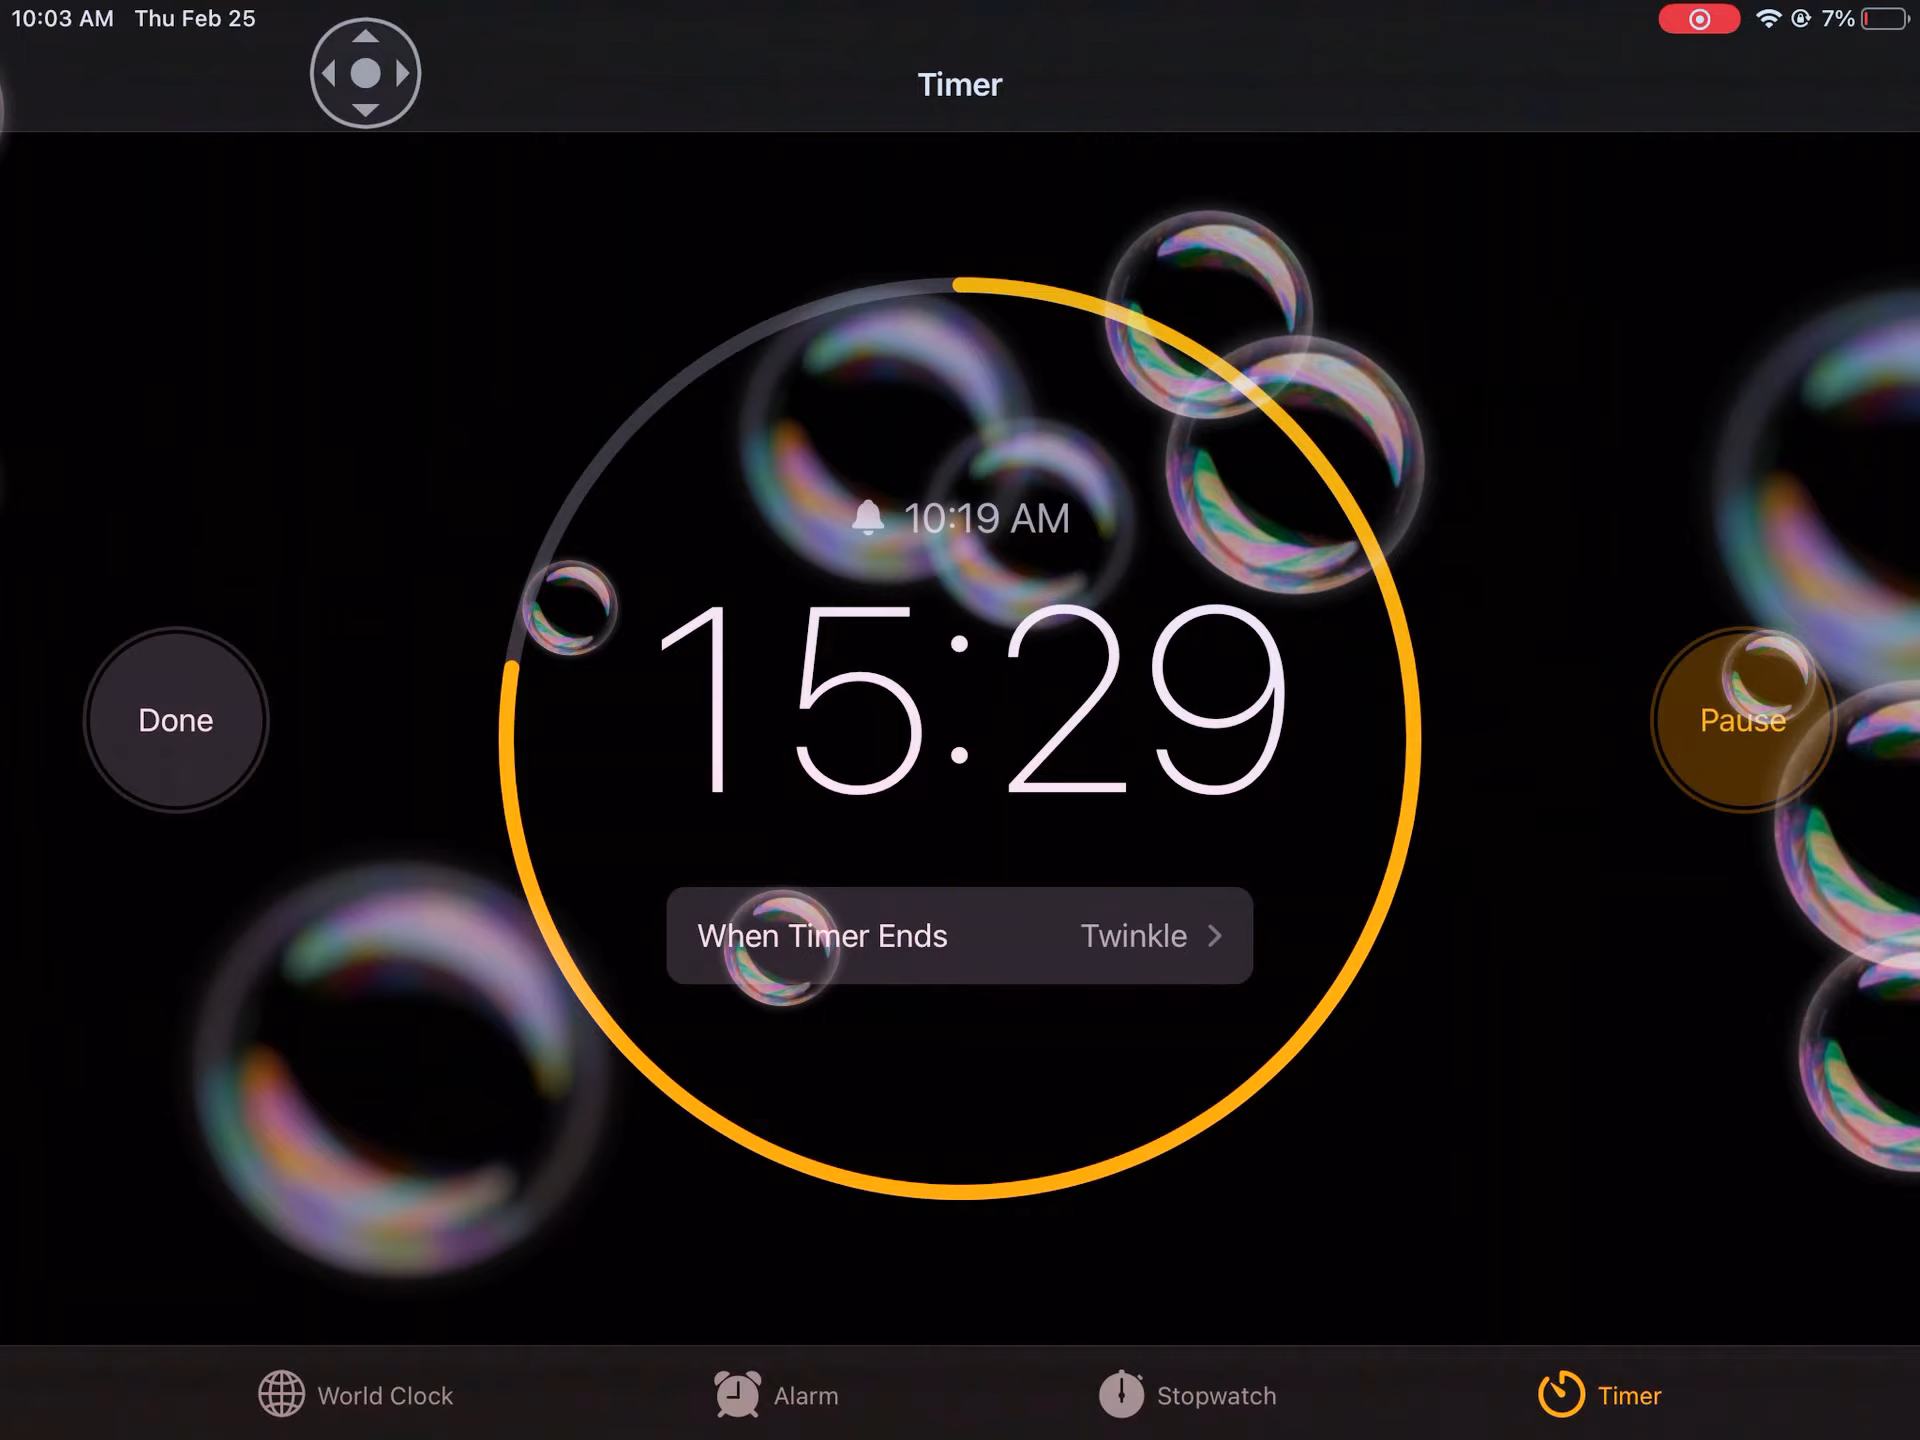 10:03 AM Thu Feb 25
7%
Timer
10:19 AM
15:29
Done
Pause
When Timer Ends Twinkle
World Clock
Alarm
Stopwatch
Timer